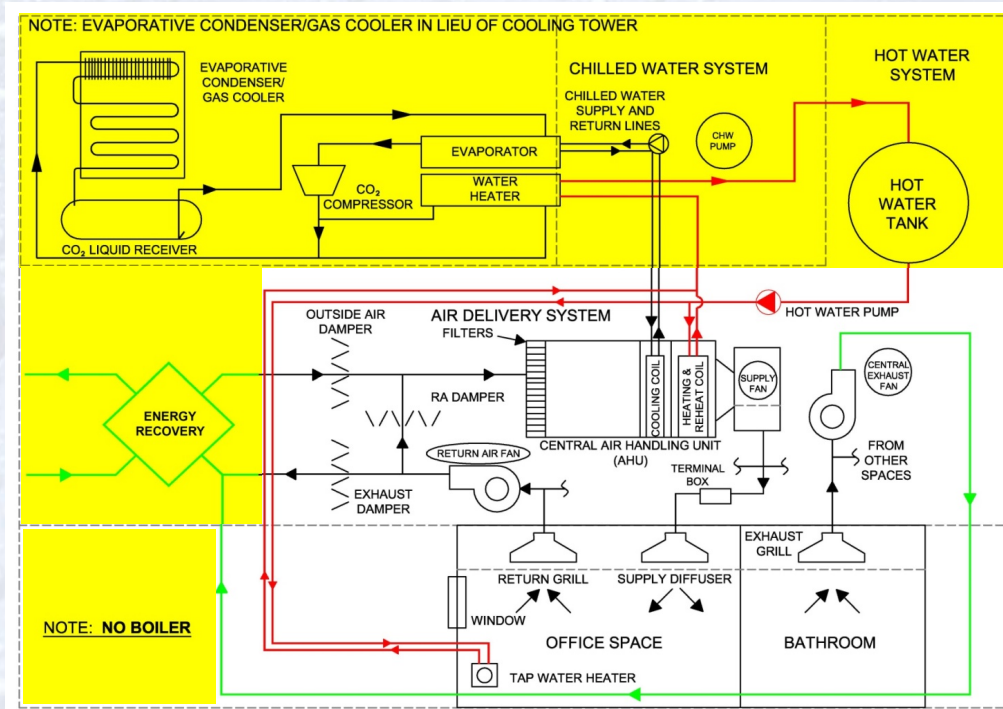 NOTE: EVAPORATIVE CONDENSER/GAS COOLER IN LIEU OF COOLING TOWER
EVAPORATIVE
CONDENSER/
GAS COOLER
CO₂ LIQUID RECEIVER
CO₂
COMPRESSOR
EVAPORATOR
WATER
HEATER
CHILLED WATER SYSTEM
CHILLED WATER
SUPPLY AND
RETURN LINES
CHW
PUMP
HOT WATER
SYSTEM
HOT
WATER
TANK
HOT WATER PUMP
OUTSIDE AIR
DAMPER
AIR DELIVERY SYSTEM
FILTERS
ENERGY
RECOVERY
RA DAMPER
COOLING COIL
HEATING &
REHEAT COIL
SUPPLY
FAN
CENTRAL
EXHAUST
FAN
CENTRAL AIR HANDLING UNIT
(AHU)
RETURN AIR FAN
EXHAUST
DAMPER
TERMINAL
BOX
FROM
OTHER
SPACES
EXHAUST
GRILL
RETURN GRILL
SUPPLY DIFFUSER
WINDOW
OFFICE SPACE
BATHROOM
TAP WATER HEATER
NOTE: NO BOILER